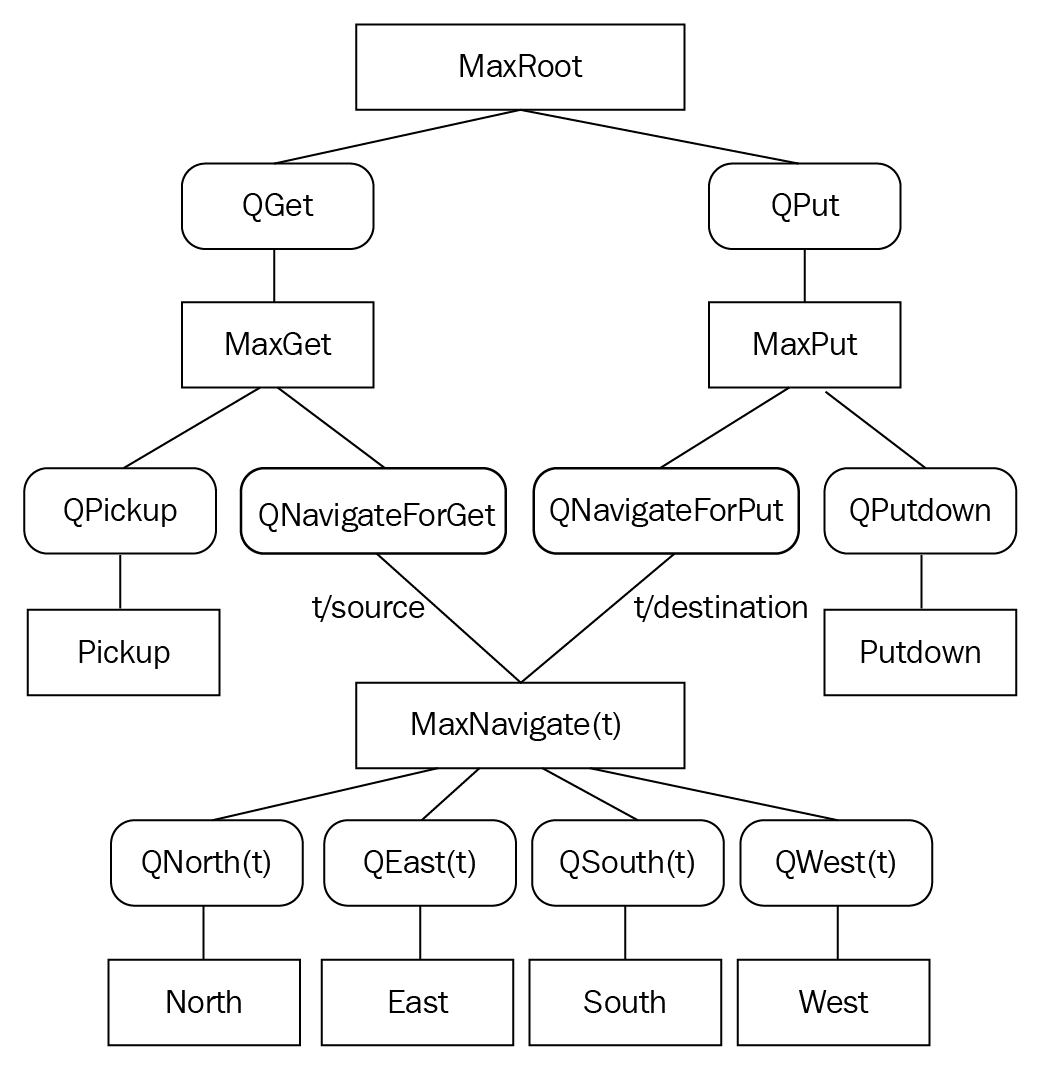 MaxRoot
QGet
QPut
MaxGet
MaxPut
QPickup
QNavigateForGet
QNavigateForPut
QPutdown
t/source
t/destination
Pickup
Putdown
MaxNavigate(t)
QNorth(t)
QEast(t)
QSouth(t)
QWest(t)
North
East
South
West